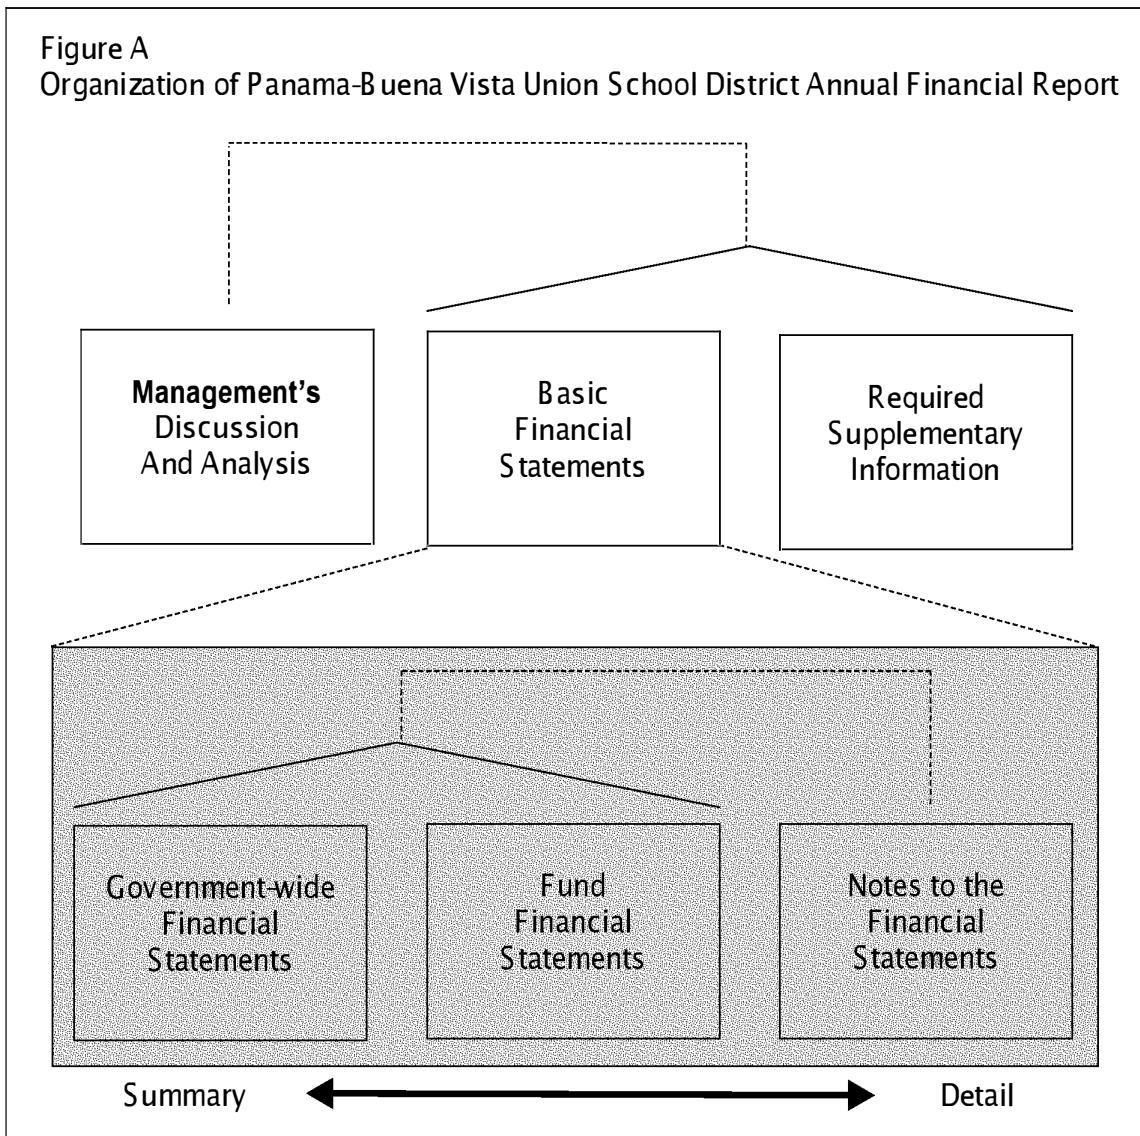 Figure A
Organization of Panama-Buena Vista Union School District Annual Financial Report
Management's
Discussion
And Analysis
Basic
Financial
Statements
Required
Supplementary
Information
Government-wide
Financial
Statements
Fund
Financial
Statements
Notes to the
Financial
Statements
Summary
Detail